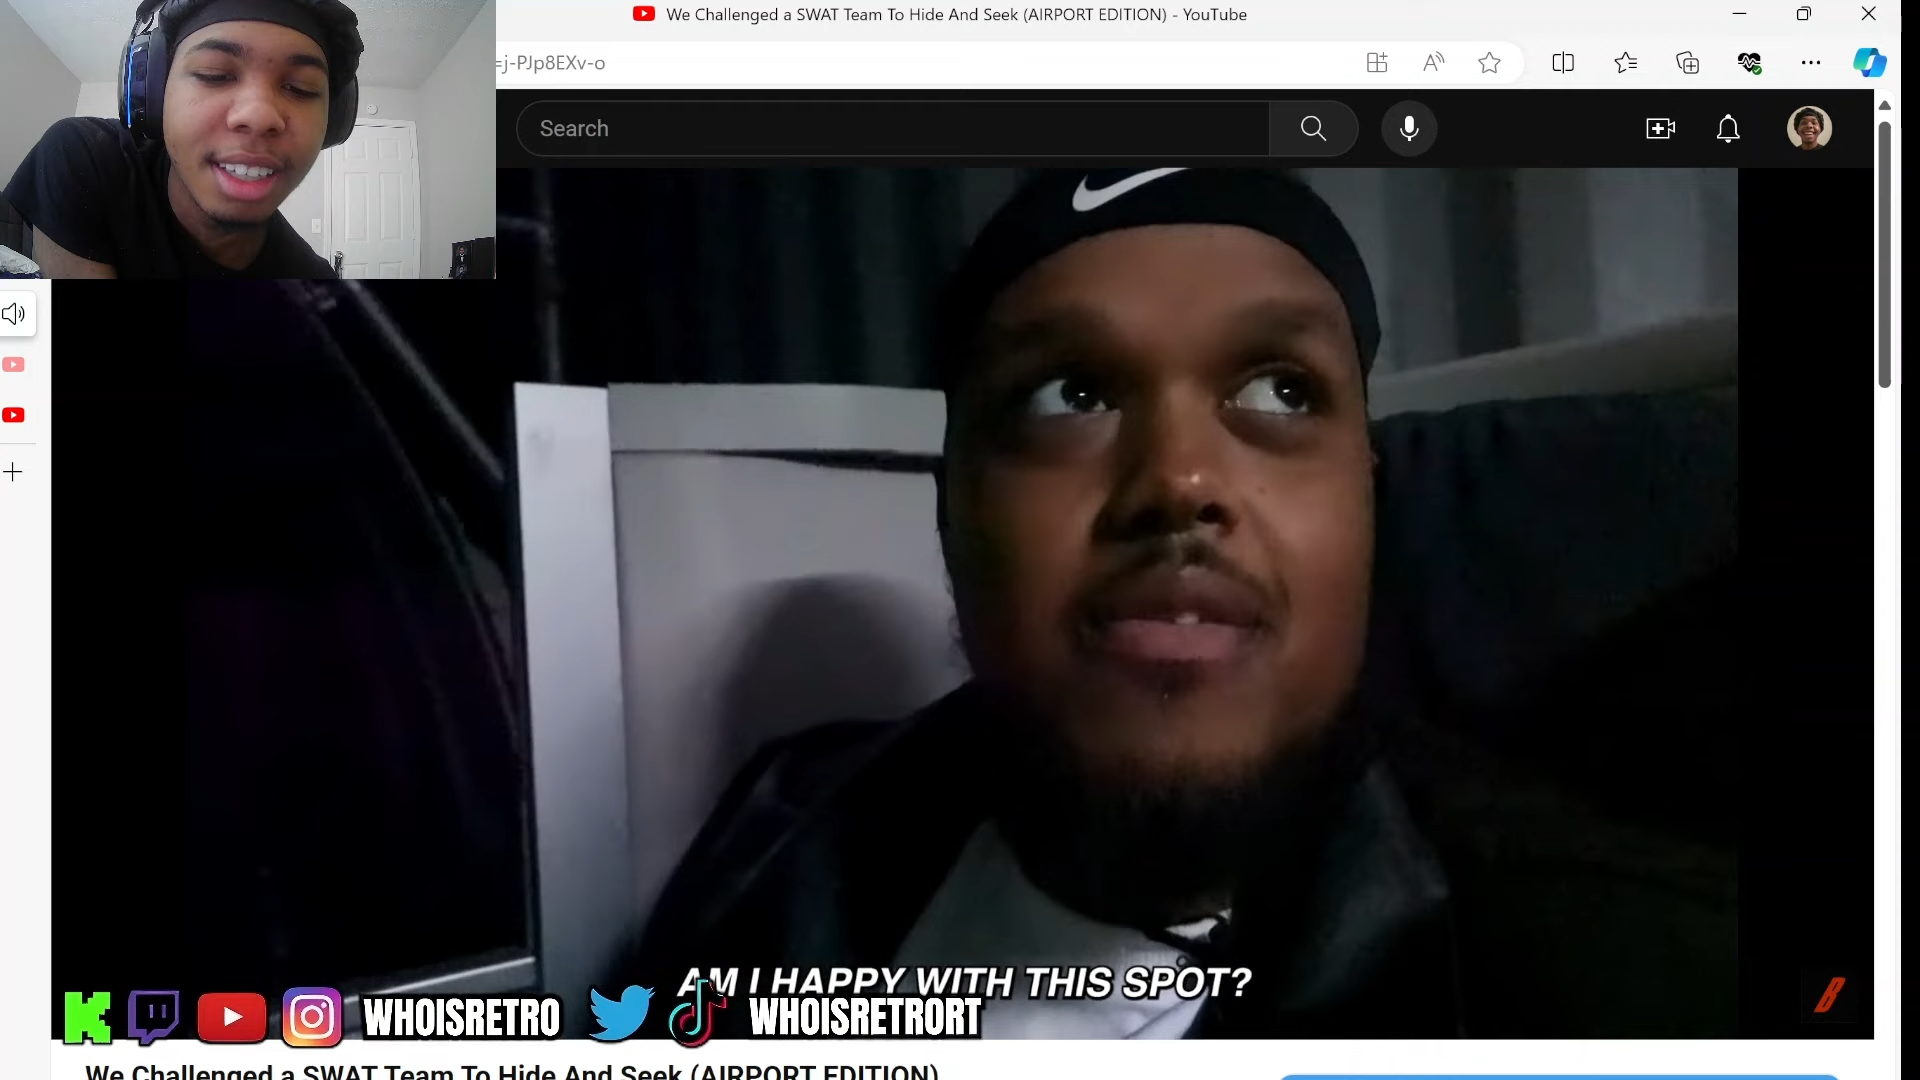 We Challenged a SWAT Team To Hide And Seek (AIRPORT EDITION) - YouTube
=j-PJp8EXv-o
Search
AM I HAPPY WITH THIS SPOT?
WHOISRETRO
WHOISRETRORT
We Challenged a SWAT Team To Hide And Seek (AIRPORT EDITION)